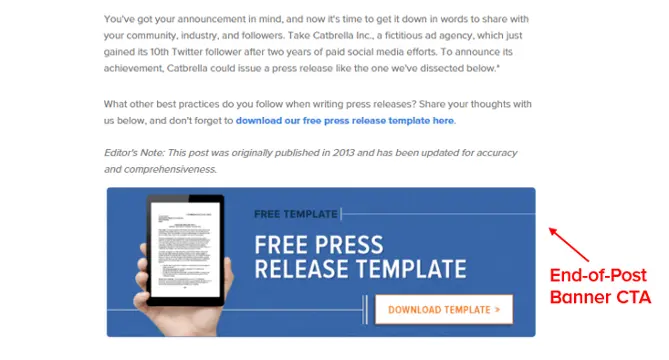 You've got your announcement in mind, and now it's time to get it down in words to share with
your community, industry, and followers. Take Catbrella Inc., a fictitious ad agency, which just
gained its 10th Twitter follower after two years of paid social media efforts. To announce its
achievement, Catbrella could issue a press release like the one we've dissected below.*
What other best practices do you follow when writing press releases? Share your thoughts with
us below, and don't forget to download our free press release template here.
Editor's Note: This post was originally published in 2013 and has been updated for accuracy
and comprehensiveness.
FREE TEMPLATE
FREE PRESS
RELEASE TEMPLATE
DOWNLOAD TEMPLATE >
End-of-Post
Banner CTA